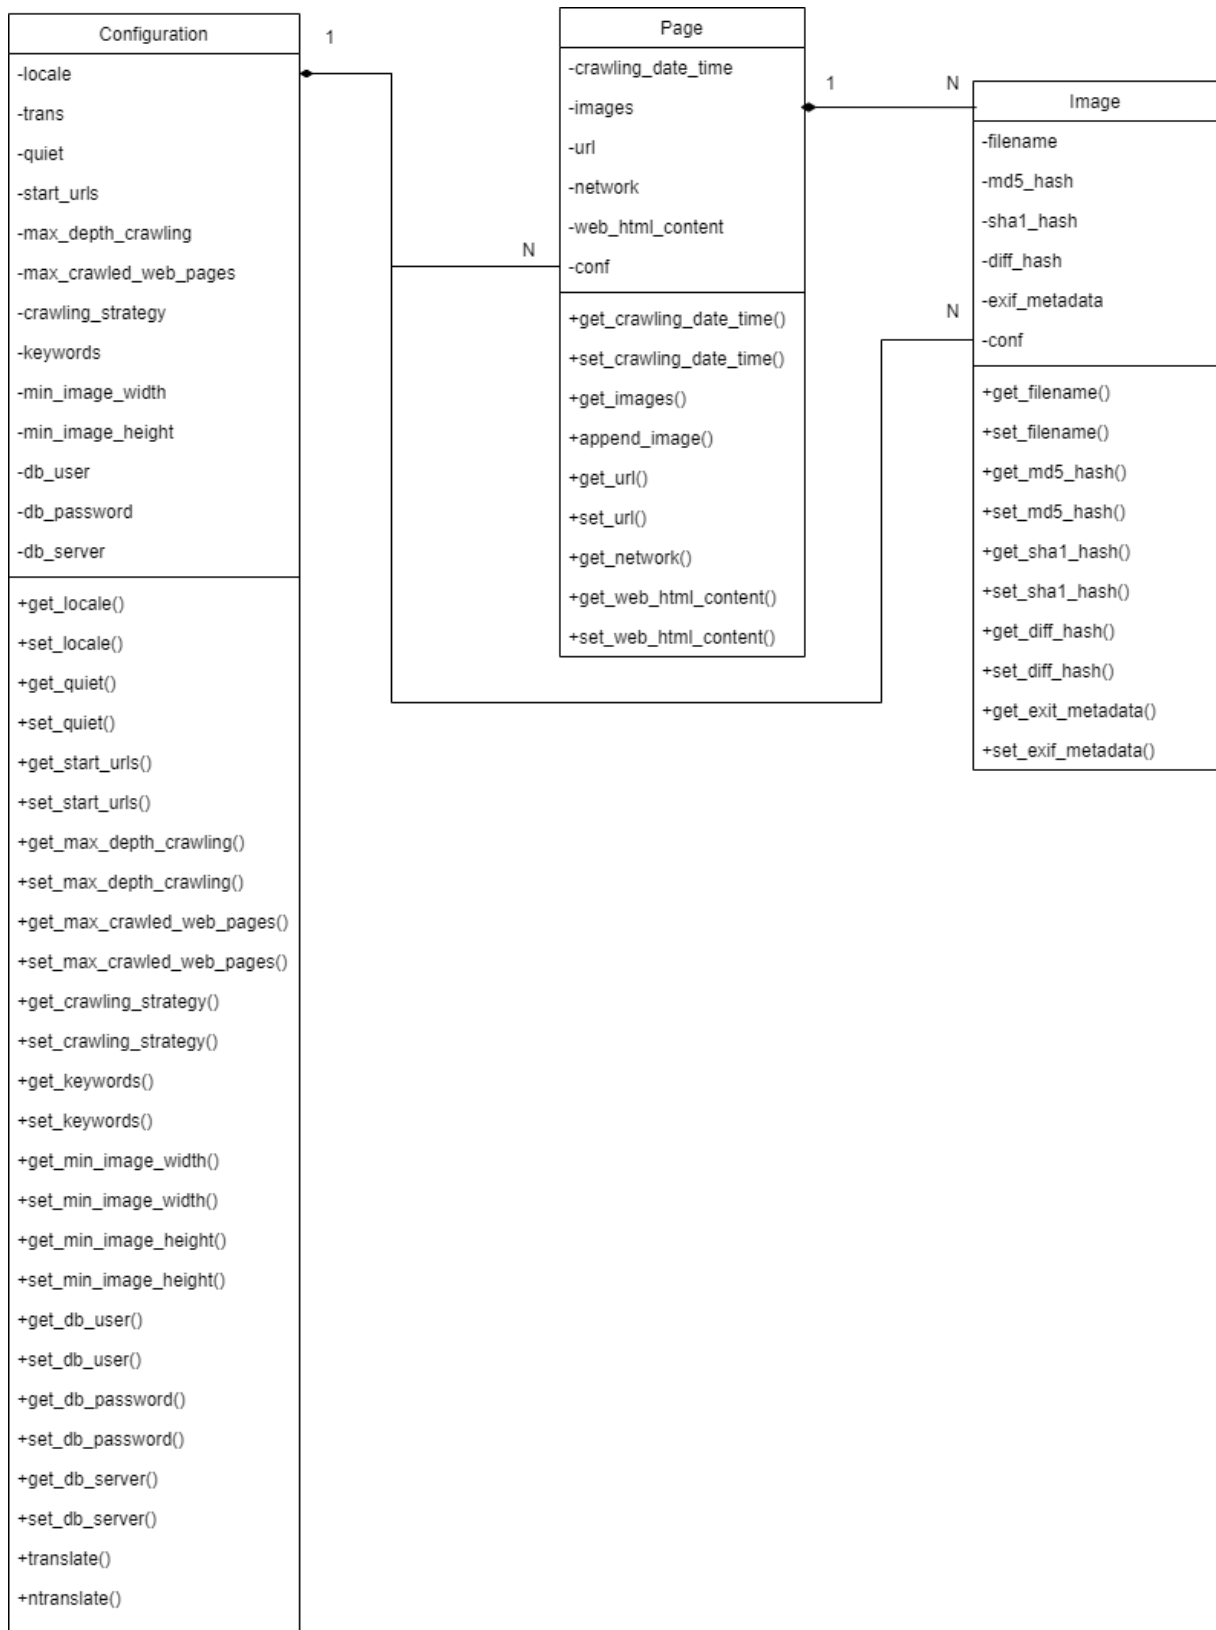 Configuration
-locale
-trans
-quiet
-start_urls
-max_depth_crawling
-max_crawled_web_pages
-crawling_strategy
-keywords
-min_image_width
-min_image_height
-db_user
-db_password
-db_server
+get_locale()
+set_locale()
+get_quiet()
+set_quiet()
+get_start_urls()
+set_start_urls()
+get_max_depth_crawling()
+set_max_depth_crawling()
+get_max_crawled_web_pages()
+set_max_crawled_web_pages()
+get_crawling_strategy()
+set_crawling_strategy()
+get_keywords()
+set_keywords()
+get_min_image_width()
+set_min_image_width()
+get_min_image_height()
+set_min_image_height()
+get_db_user()
+set_db_user()
+get_db_password()
+set_db_password()
+get_db_server()
+set_db_server()
+translate()
+ntranslate()
1
N
Page
-crawling_date_time
-images
-url
-network
-web_html_content
-conf
+get_crawling_date_time()
+set_crawling_date_time()
+get_images()
+append_image()
+get_url()
+set_url()
+get_network()
+get_web_html_content()
+set_web_html_content()
1
N
N
Image
-filename
-md5_hash
-sha1_hash
-diff_hash
-exif_metadata
-conf
+get_filename()
+set_filename()
+get_md5_hash()
+set_md5_hash()
+get_sha1_hash()
+set_sha1_hash()
+get_diff_hash()
+set_diff_hash()
+get_exit_metadata()
+set_exif_metadata()